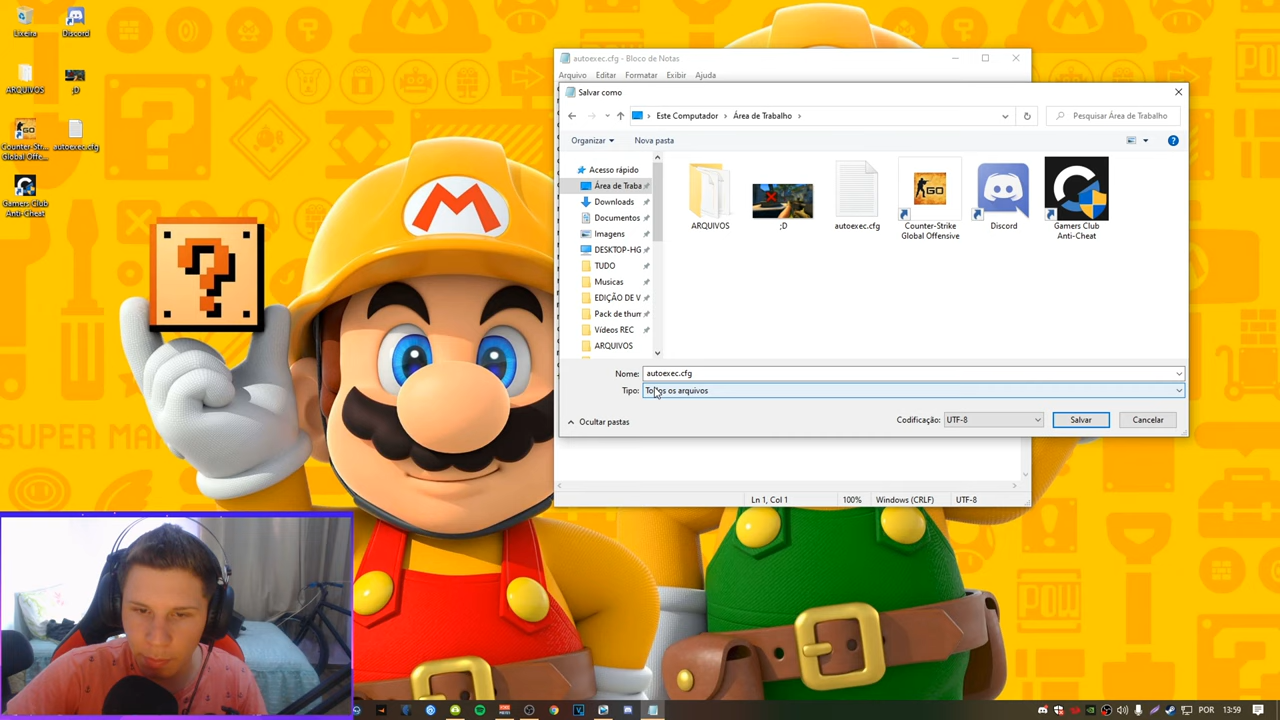 Lixeira
Discord
ARQUIVOS
;D
Counter-Strike
Global Offe...
autoexec.cfg
Gamers Club
Anti-Cheat
autoexec.cfg - Bloco de Notas
Arquivo Editar Formatar Exibir Ajuda
Salvar como
Este Computador > Área de Trabalho >
Pesquisar Área de Trabalho
Organizar
Nova pasta
Acesso rápido
Área de Traba
Downloads
Documentos
Imagens
DESKTOP-HG
TUDO
Musicas
EDIÇÃO DE V
Pack de thum
Vídeos REC
ARQUIVOS
ARQUIVOS
;D
autoexec.cfg
GO
Counter-Strike
Global Offensive
Discord
Gamers Club
Anti-Cheat
Nome: autoexec.cfg
Tipo: Todos os arquivos
Ocultar pastas
Codificação: UTF-8
Salvar
Cancelar
Ln 1, Col 1
100%
Windows (CRLF)
UTF-8
M
?
POW
POR 13:59